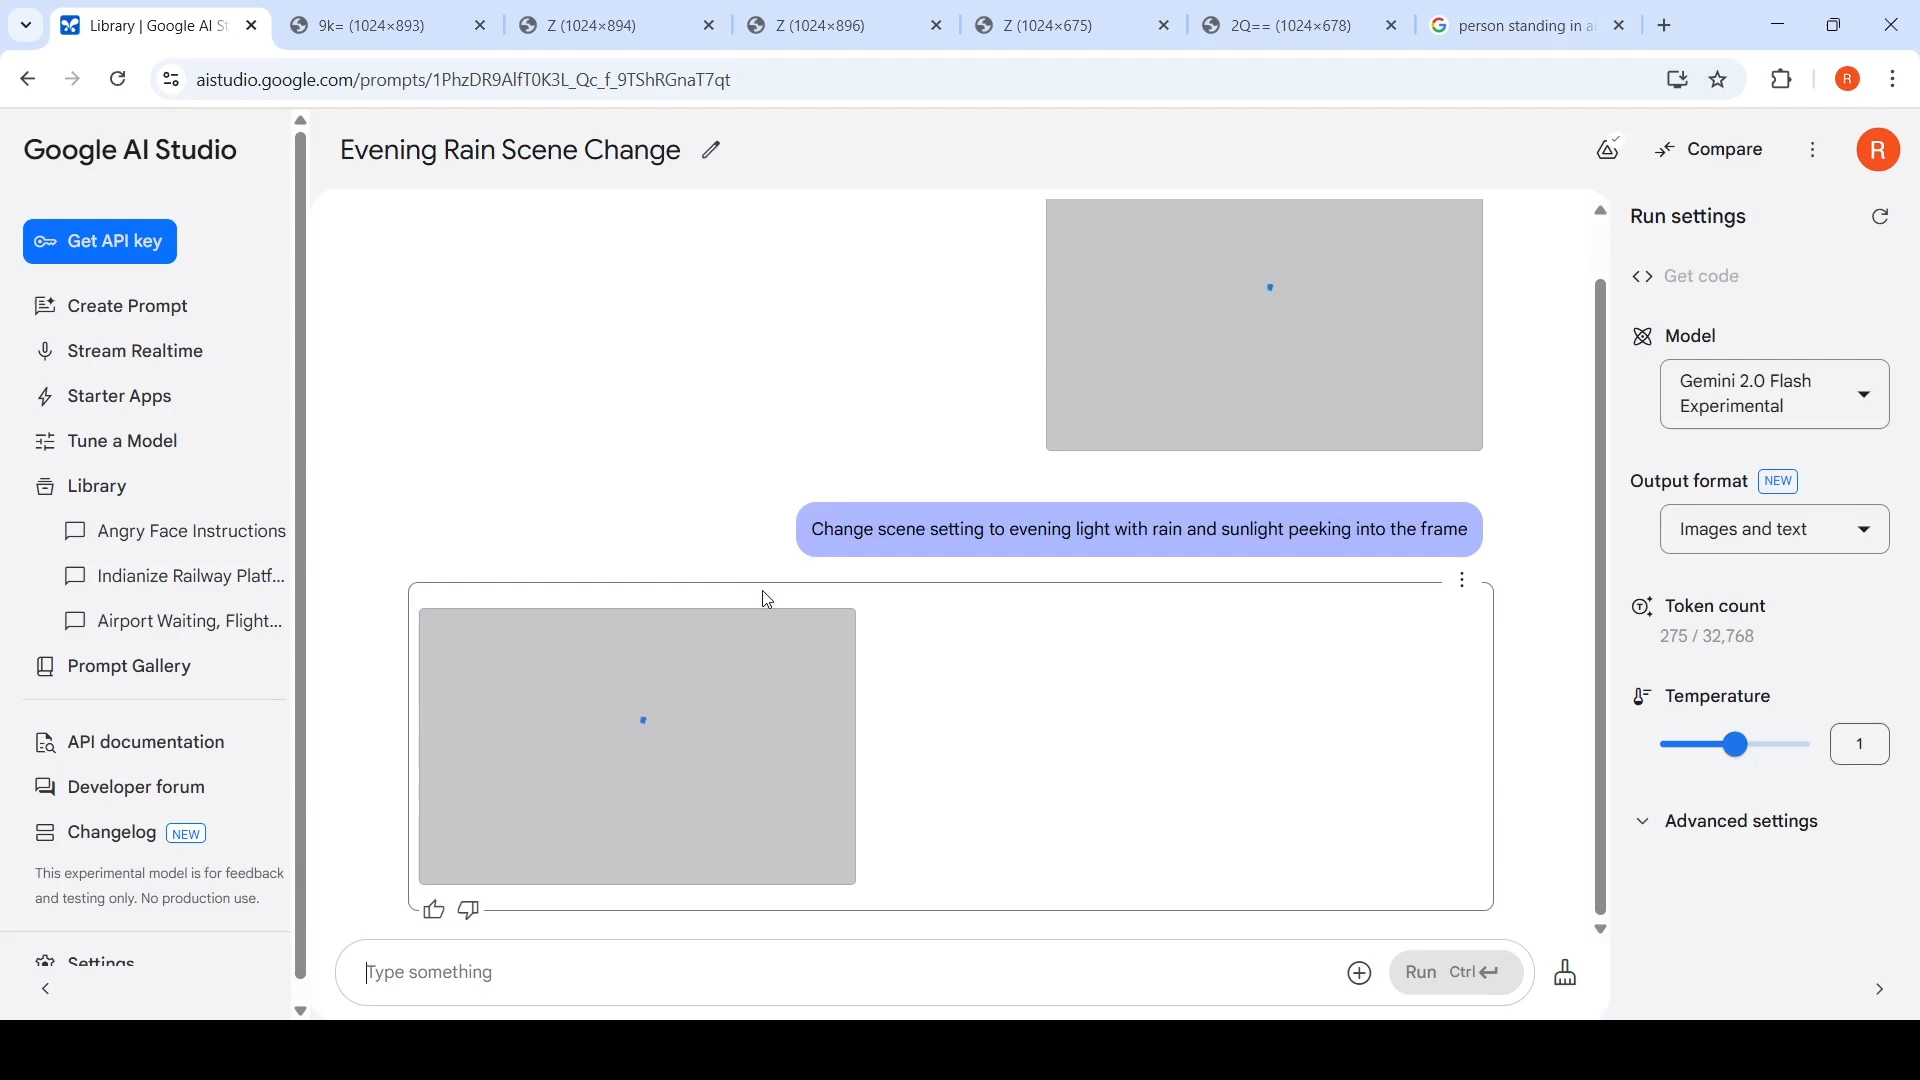 Library | Google AI St
9k= (1024×893)
Z (1024×894)
Z (1024×896)
Z (1024×675)
2Q== (1024×678)
person standing in ai
aistudio.google.com/prompts/1PhzDR9AlfT0K3L_Qc_f_9TShRGnaT7qt
R
Google AI Studio
Evening Rain Scene Change
Compare
R
Get API key
Create Prompt
Stream Realtime
Starter Apps
Tune a Model
Library
Angry Face Instructions
Indianize Railway Platf...
Airport Waiting, Flight...
Prompt Gallery
API documentation
Developer forum
Changelog NEW
This experimental model is for feedback
and testing only. No production use.
Settings
Change scene setting to evening light with rain and sunlight peeking into the frame
Type something
Run Ctrl
Run settings
Get code
Model
Gemini 2.0 Flash
Experimental
Output format NEW
Images and text
Token count
275 / 32,768
Temperature
1
Advanced settings